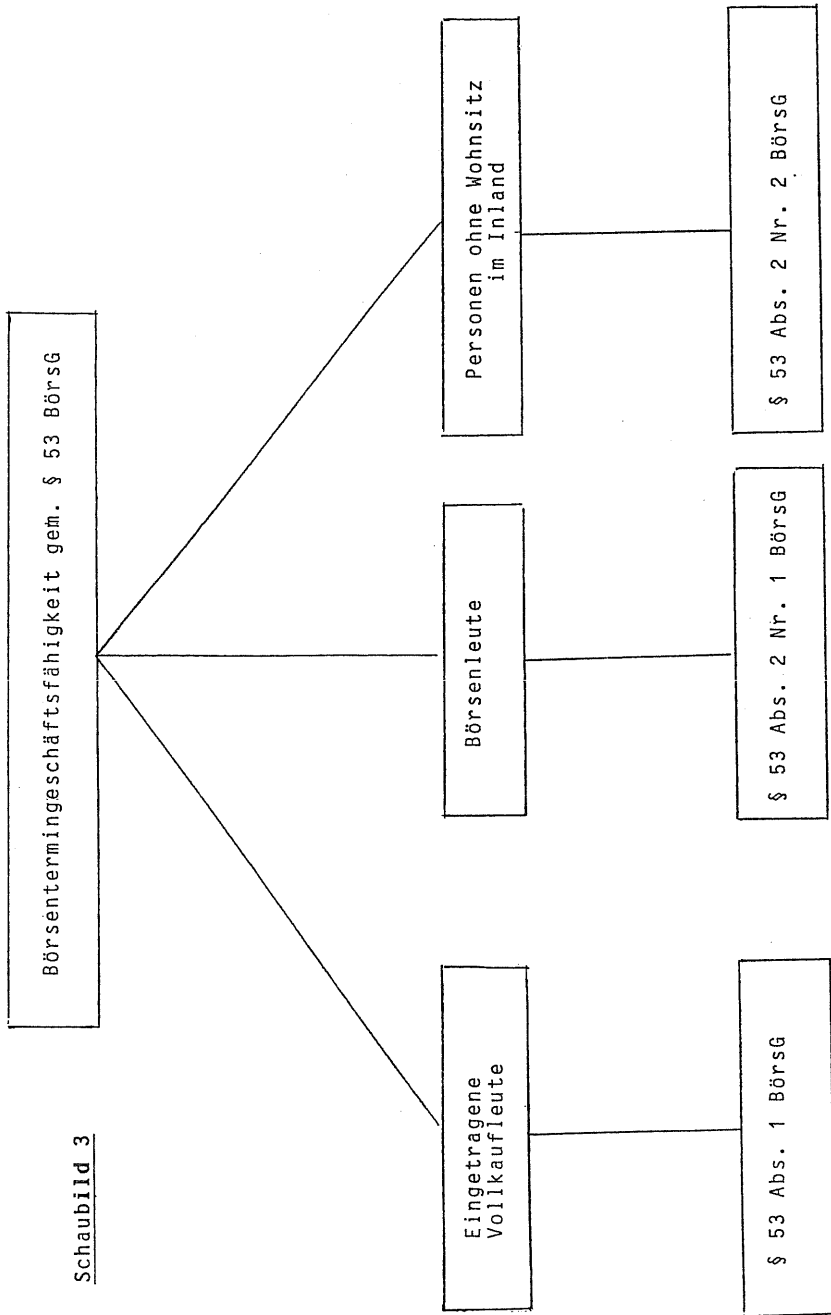 Schaubild 3
Börsentermingeschäftsfähigkeit gem. § 53 BörsG
Eingetragene
Vollkaufleute
Börsenleute
Personen ohne Wohnsitz
im Inland
§ 53 Abs. 1 BörsG
§ 53 Abs. 2 Nr. 1 BörsG
§ 53 Abs. 2 Nr. 2 BörsG